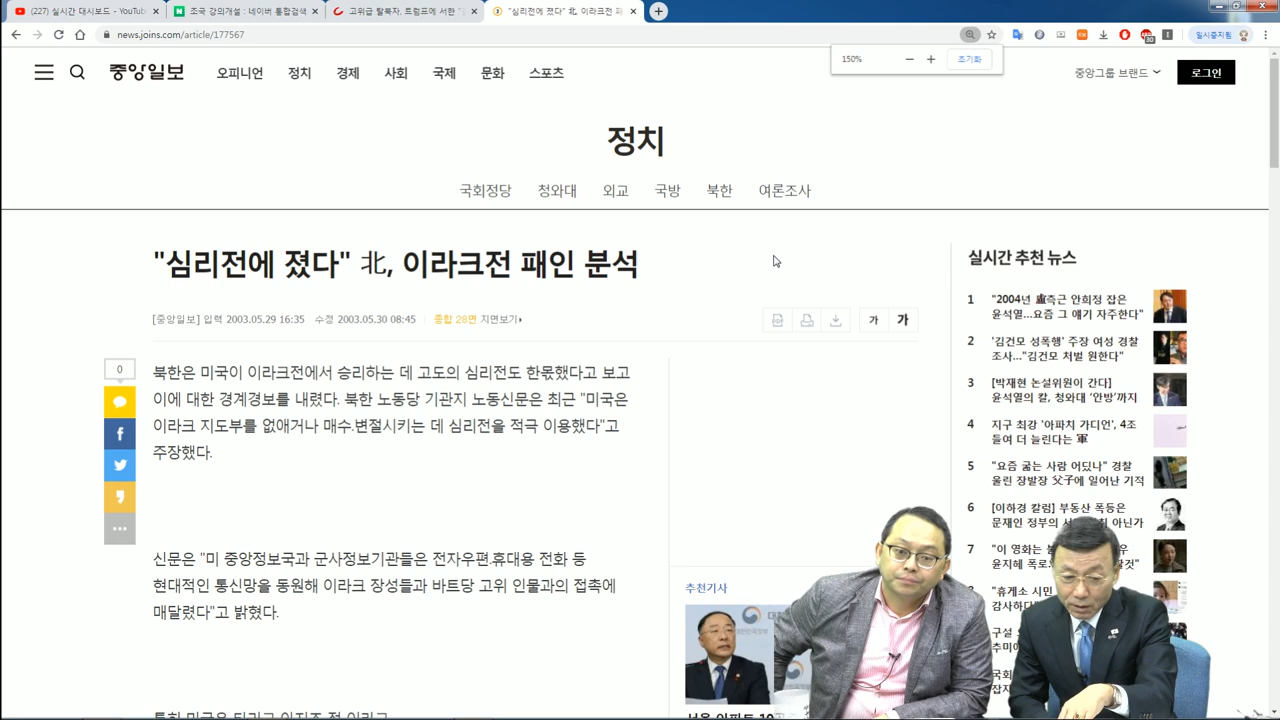 (227) 실시간 대시보드 - YouTub
조국 강의개설 : 네이버 통합검색
고위급 탈북자, 트럼프에 서한 "
"심리전에 졌다" 北, 이라크전 패
news.joins.com/article/177567
일시중지됨
150%
초기화
중앙일보
오피니언
정치
경제
사회
국제
문화
스포츠
중앙그룹 브랜드
로그인
정치
국회정당
청와대
외교
국방
북한
여론조사
"심리전에 졌다" 北, 이라크전 패인 분석
[중앙일보] 입력 2003.05.29 16:35 수정 2003.05.30 08:45
종합 28면 지면보기
가
가
0
북한은 미국이 이라크전에서 승리하는 데 고도의 심리전도 한몫했다고 보고
이에 대한 경계경보를 내렸다. 북한 노동당 기관지 노동신문은 최근 "미국은
이라크 지도부를 없애거나 매수.변절시키는 데 심리전을 적극 이용했다"고
주장했다.
신문은 "미 중앙정보국과 군사정보기관들은 전자우편.휴대용 전화 등
현대적인 통신망을 동원해 이라크 장성들과 바트당 고위 인물과의 접촉에
매달렸다"고 밝혔다.
추천기사
실시간 추천 뉴스
1 "2004년 盧측근 안희정 잡은
윤석열...요즘 그 얘기 자주한다"
2 '김건모 성폭행' 주장 여성 경찰
조사..."김건모 처벌 원한다"
3 [박재현 논설위원이 간다]
윤석열의 칼, 청와대 '안방'까지
4 지구 최강 '아파치 가디언', 4조
들여 더 늘린다는 軍
5 "요즘 굶는 사람 어딨나" 경찰
울린 장발장 父子에 일어난 기적
6 [이하경 칼럼] 부동산 폭등은
문재인 정부의
아닌가
7 "이 영화는
윤지혜 폭로
"휴게소 시민
감사하다
구설
추미애
국회